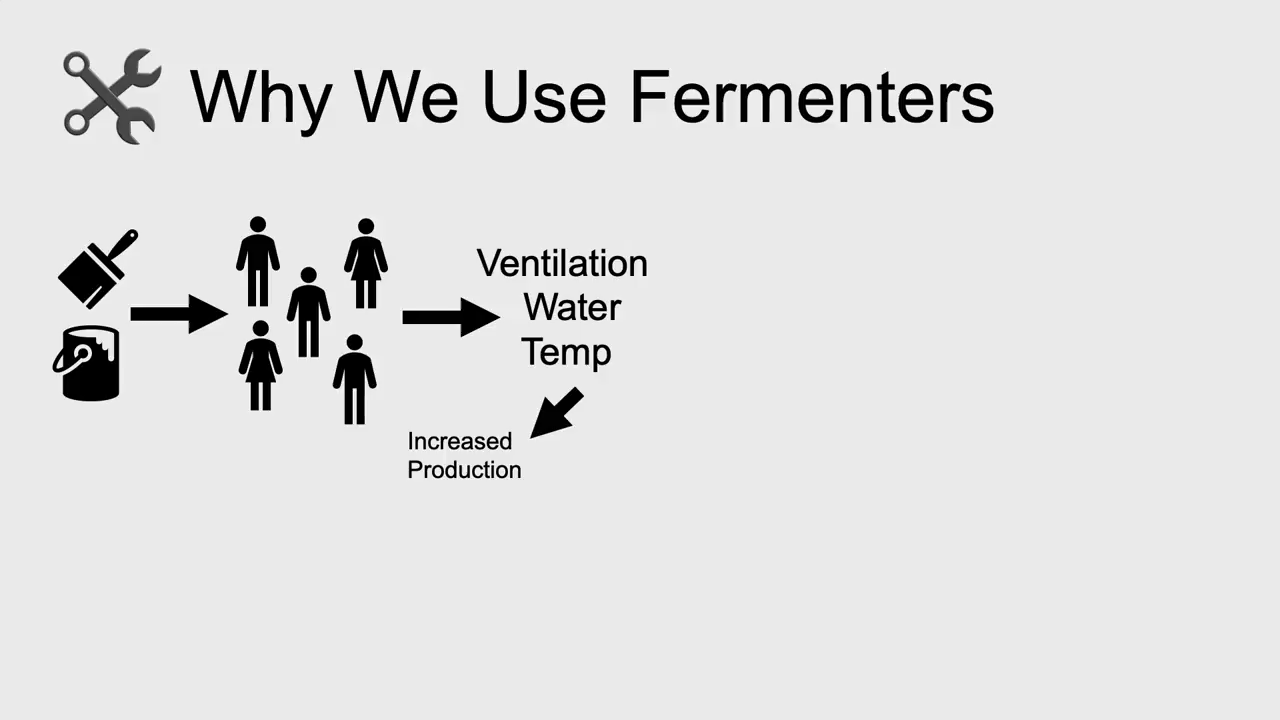 Why We Use Fermenters
Ventilation
Water
Temp
Increased
Production